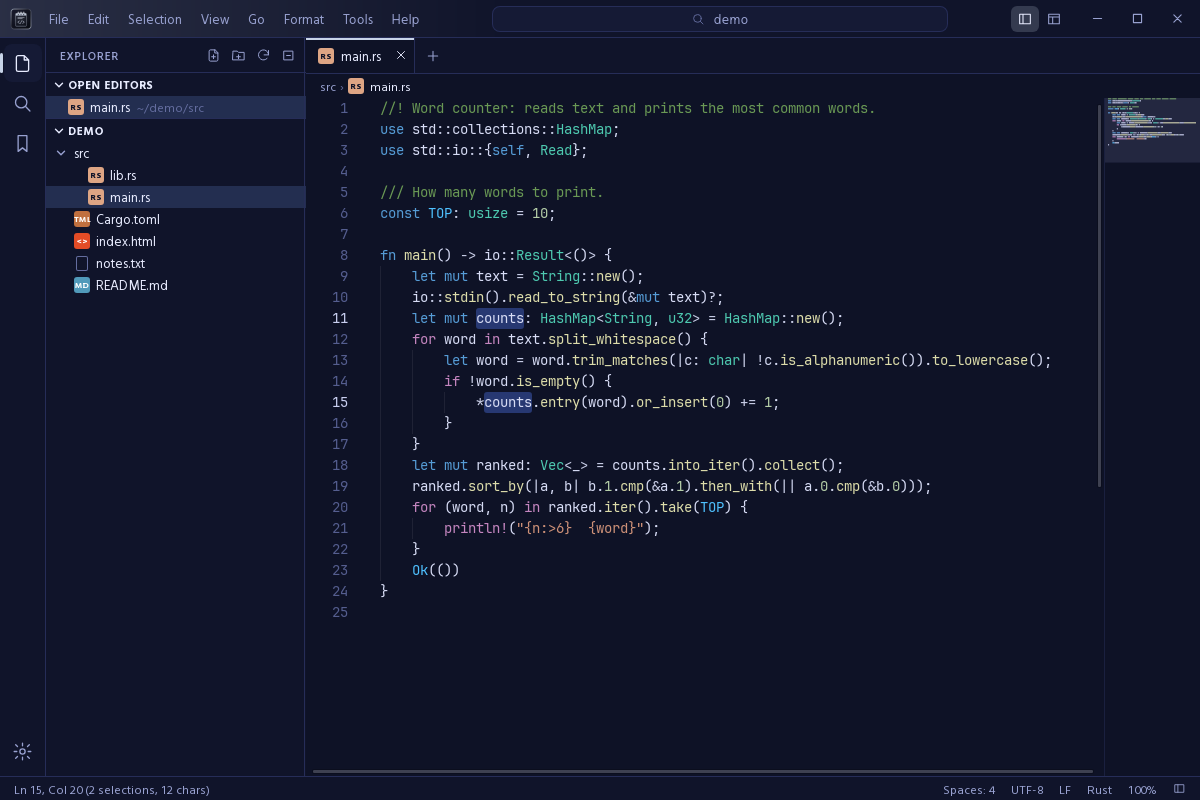 File Edit Selection View Go Format Tools Help
demo
EXPLORER
OPEN EDITORS
RS main.rs ~/demo/src
DEMO
src
RS lib.rs
RS main.rs
TML Cargo.toml
<> index.html
notes.txt
MD README.md
RS main.rs
src › RS main.rs
1 //! Word counter: reads text and prints the most common words.
2 use std::collections::HashMap;
3 use std::io::{self, Read};
4
5 /// How many words to print.
6 const TOP: usize = 10;
7
8 fn main() -> io::Result<()> {
9     let mut text = String::new();
10     io::stdin().read_to_string(&mut text)?;
11     let mut counts: HashMap<String, u32> = HashMap::new();
12     for word in text.split_whitespace() {
13         let word = word.trim_matches(|c: char| !c.is_alphanumeric()).to_lowercase();
14         if !word.is_empty() {
15             *counts.entry(word).or_insert(0) += 1;
16         }
17     }
18     let mut ranked: Vec<_> = counts.into_iter().collect();
19     ranked.sort_by(|a, b| b.1.cmp(&a.1).then_with(|| a.0.cmp(&b.0)));
20     for (word, n) in ranked.iter().take(TOP) {
21         println!("{n:>6}  {word}");
22     }
23     Ok(())
24 }
25
Ln 15, Col 20 (2 selections, 12 chars)
Spaces: 4 UTF-8 LF Rust 100%